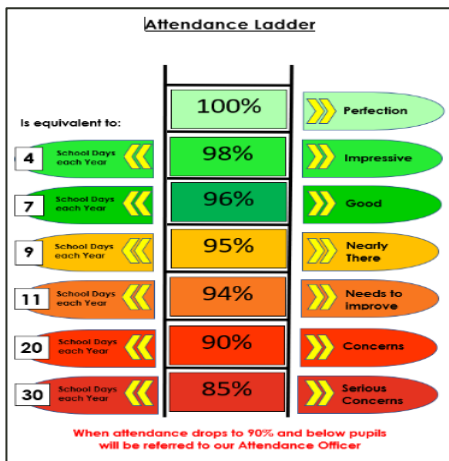 Attendance Ladder
100%
Perfection
is equivalent to:
4
School Days
each Year
98%
Impressive
7
School Days
each Year
96%
Good
9
School Days
each Year
95%
Nearly
There
11
School Days
each Year
94%
Needs to
Improve
20
School Days
each Year
90%
Concerns
30
School Days
each Year
85%
Serious
Concerns
When attendance drops to 90% and below pupils
will be referred to our Attendance Officer